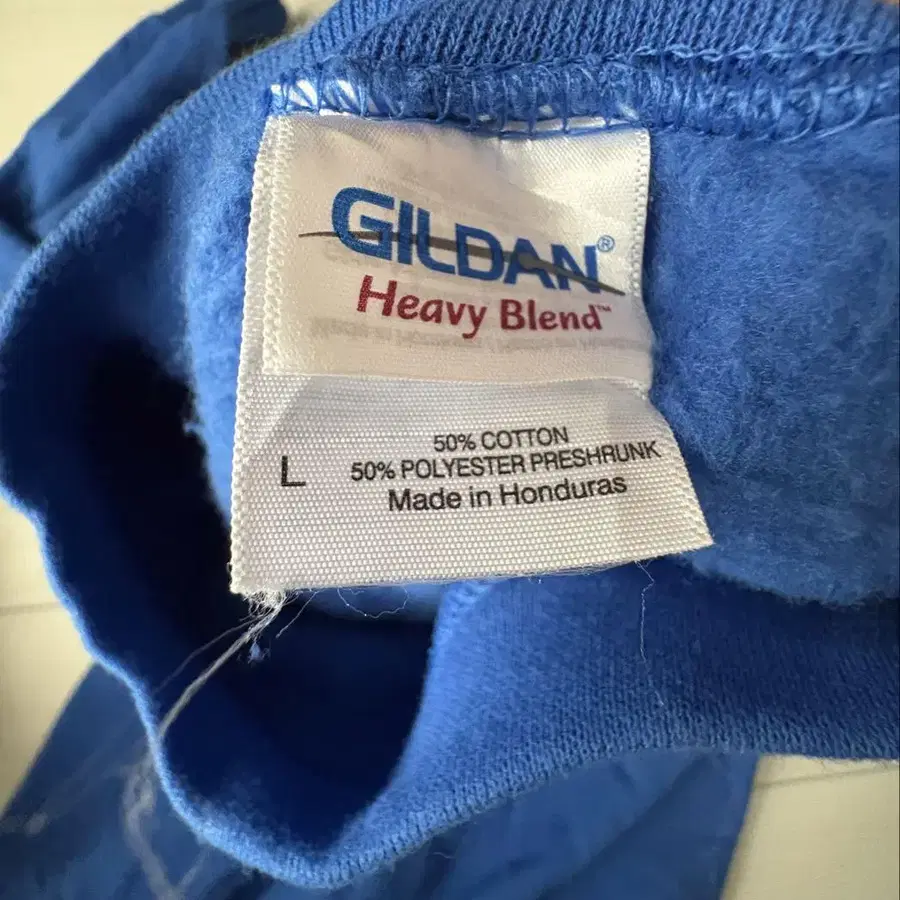 GILDAN®
Heavy Blend™
L
50% COTTON
50% POLYESTER PRESHRUNK
Made in Honduras